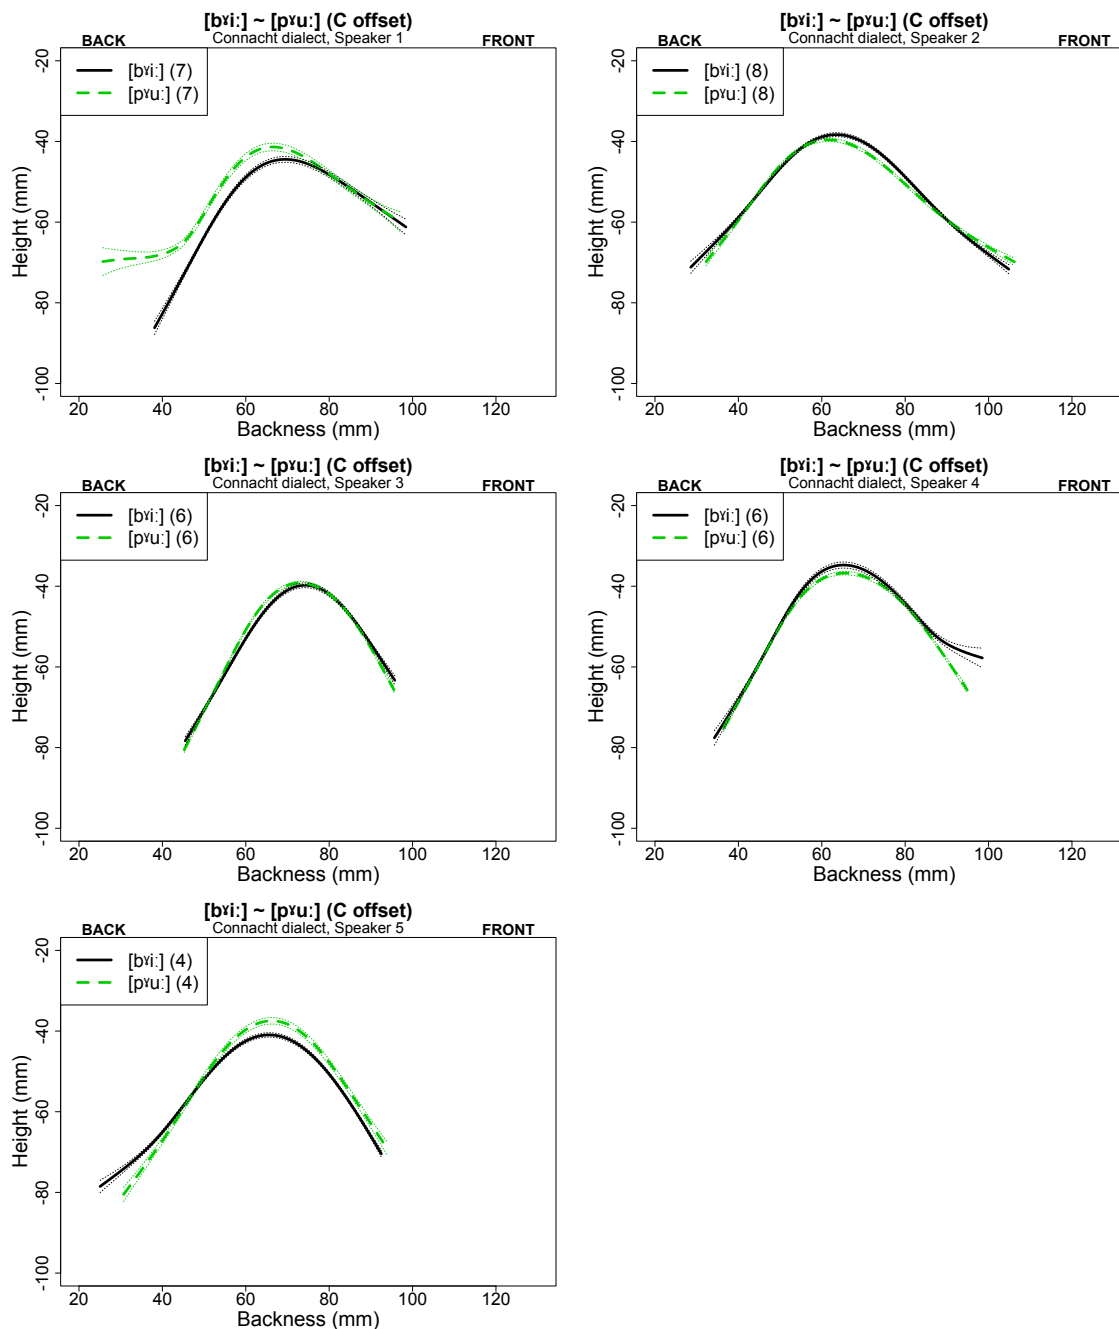 [bˠiː] ~ [pˠuː] (C offset)
Connacht dialect, Speaker 1
BACK FRONT
[bˠiː] (7)
[pˠuː] (7)
Height (mm)
-20
-40
-60
-80
-100
20 40 60 80 100 120
Backness (mm)
[bˠiː] ~ [pˠuː] (C offset)
Connacht dialect, Speaker 2
BACK FRONT
[bˠiː] (8)
[pˠuː] (8)
Height (mm)
-20
-40
-60
-80
-100
20 40 60 80 100 120
Backness (mm)
[bˠiː] ~ [pˠuː] (C offset)
Connacht dialect, Speaker 3
BACK FRONT
[bˠiː] (6)
[pˠuː] (6)
Height (mm)
-20
-40
-60
-80
-100
20 40 60 80 100 120
Backness (mm)
[bˠiː] ~ [pˠuː] (C offset)
Connacht dialect, Speaker 4
BACK FRONT
[bˠiː] (6)
[pˠuː] (6)
Height (mm)
-20
-40
-60
-80
-100
20 40 60 80 100 120
Backness (mm)
[bˠiː] ~ [pˠuː] (C offset)
Connacht dialect, Speaker 5
BACK FRONT
[bˠiː] (4)
[pˠuː] (4)
Height (mm)
-20
-40
-60
-80
-100
20 40 60 80 100 120
Backness (mm)